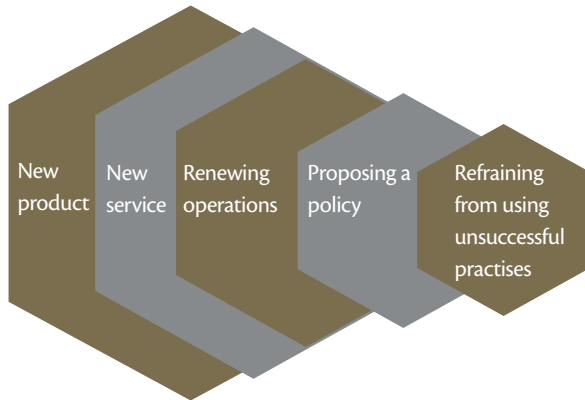 New
product
New
service
Renewing
operations
Proposing a
policy
Refraining
from using
unsuccessful
practises